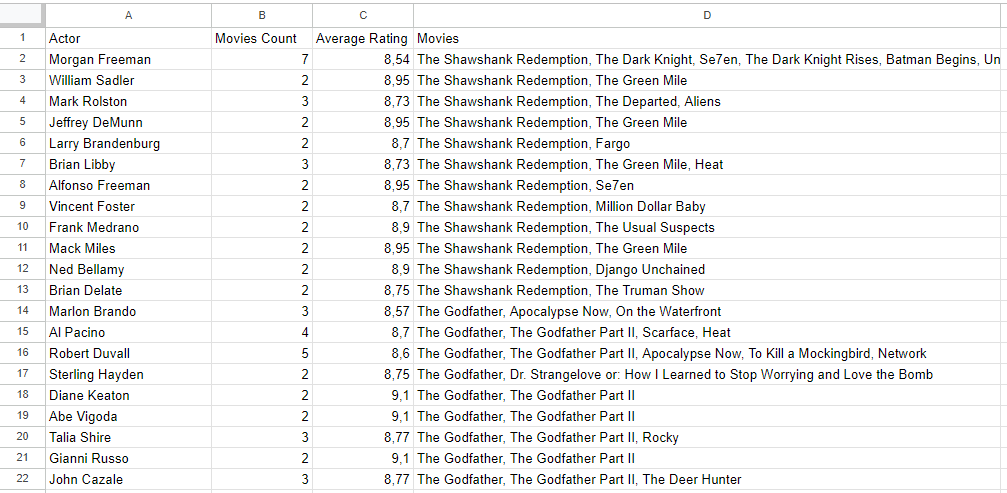 A B C D
1 Actor Movies Count Average Rating Movies
2 Morgan Freeman 7 8,54 The Shawshank Redemption, The Dark Knight, Se7en, The Dark Knight Rises, Batman Begins, Un
3 William Sadler 2 8,95 The Shawshank Redemption, The Green Mile
4 Mark Rolston 3 8,73 The Shawshank Redemption, The Departed, Aliens
5 Jeffrey DeMunn 2 8,95 The Shawshank Redemption, The Green Mile
6 Larry Brandenburg 2 8,7 The Shawshank Redemption, Fargo
7 Brian Libby 3 8,73 The Shawshank Redemption, The Green Mile, Heat
8 Alfonso Freeman 2 8,95 The Shawshank Redemption, Se7en
9 Vincent Foster 2 8,7 The Shawshank Redemption, Million Dollar Baby
10 Frank Medrano 2 8,9 The Shawshank Redemption, The Usual Suspects
11 Mack Miles 2 8,95 The Shawshank Redemption, The Green Mile
12 Ned Bellamy 2 8,9 The Shawshank Redemption, Django Unchained
13 Brian Delate 2 8,75 The Shawshank Redemption, The Truman Show
14 Marlon Brando 3 8,57 The Godfather, Apocalypse Now, On the Waterfront
15 Al Pacino 4 8,7 The Godfather, The Godfather Part II, Scarface, Heat
16 Robert Duvall 5 8,6 The Godfather, The Godfather Part II, Apocalypse Now, To Kill a Mockingbird, Network
17 Sterling Hayden 2 8,75 The Godfather, Dr. Strangelove or: How I Learned to Stop Worrying and Love the Bomb
18 Diane Keaton 2 9,1 The Godfather, The Godfather Part II
19 Abe Vigoda 2 9,1 The Godfather, The Godfather Part II
20 Talia Shire 3 8,77 The Godfather, The Godfather Part II, Rocky
21 Gianni Russo 2 9,1 The Godfather, The Godfather Part II
22 John Cazale 3 8,77 The Godfather, The Godfather Part II, The Deer Hunter